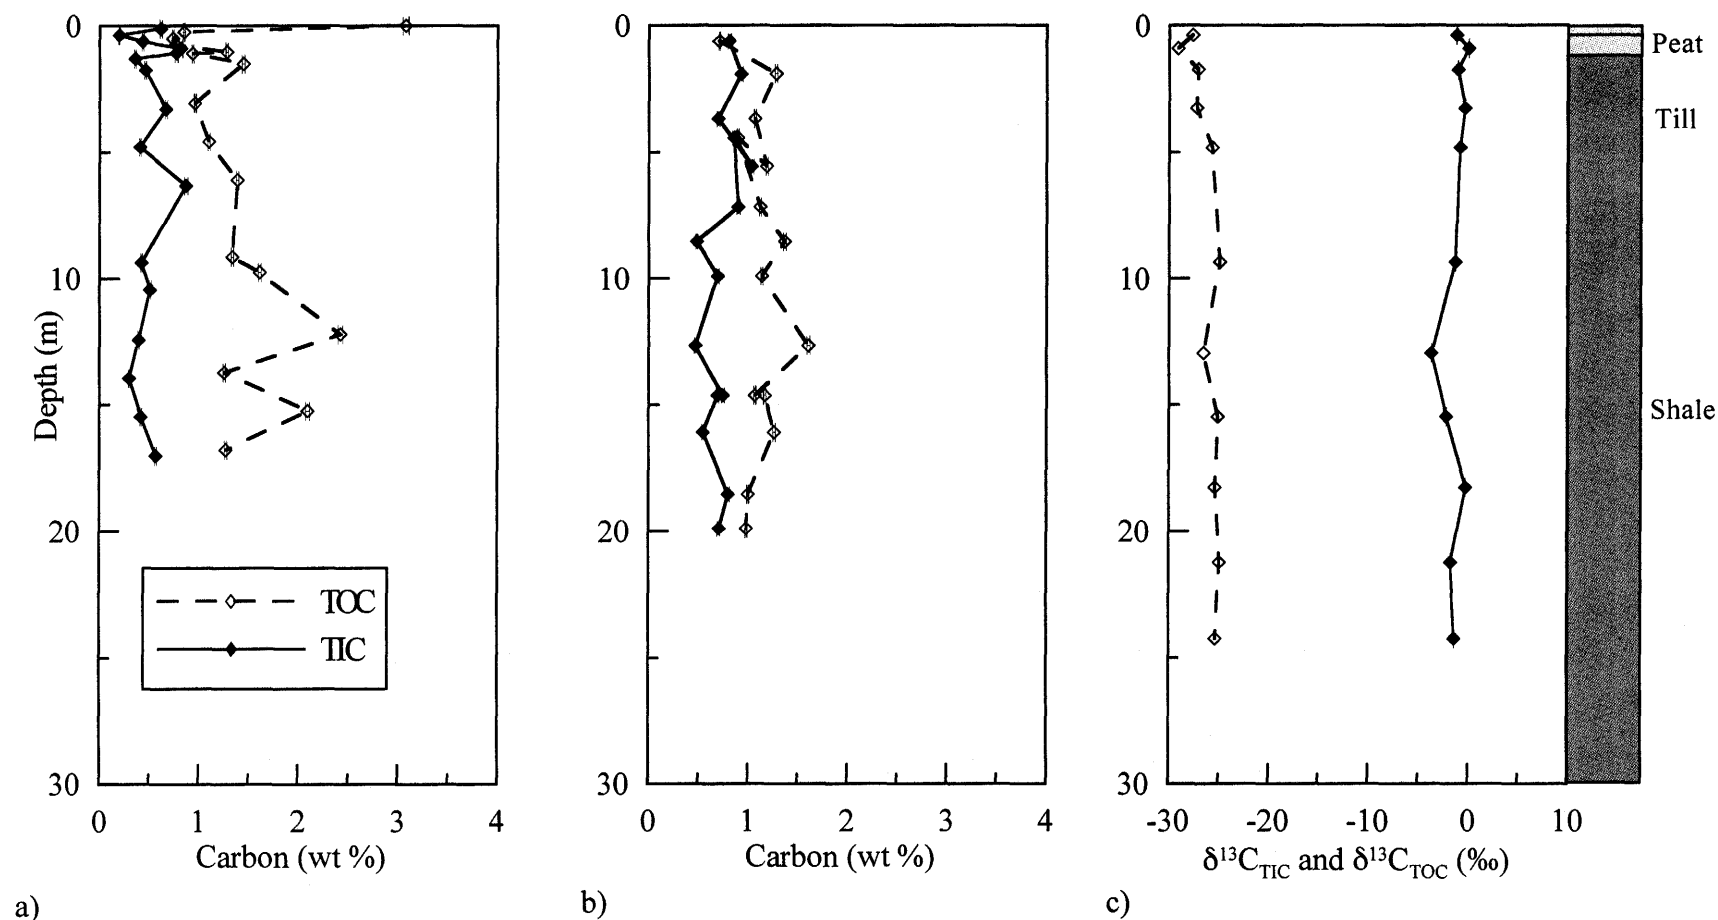 0
10
20
30
Depth (m)
TOC
TIC
0 1 2 3 4
Carbon (wt %)
a)
0
10
20
30
0 1 2 3 4
Carbon (wt %)
b)
0
10
20
30
-30 -20 -10 0 10
δ¹³C_TIC and δ¹³C_TOC (‰)
c)
Peat
Till
Shale